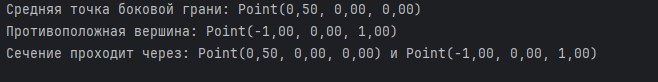 Средняя точка боковой грани: Point(0,50, 0,00, 0,00)
Противоположная вершина: Point(-1,00, 0,00, 1,00)
Сечение проходит через: Point(0,50, 0,00, 0,00) и Point(-1,00, 0,00, 1,00)